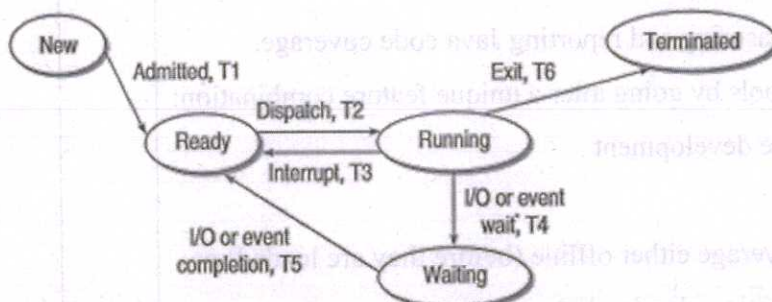 New
Terminated
Admitted, T1
Exit, T6
Dispatch, T2
Ready
Running
Interrupt, T3
I/O or event
wait, T4
I/O or event
completion, T5
Waiting